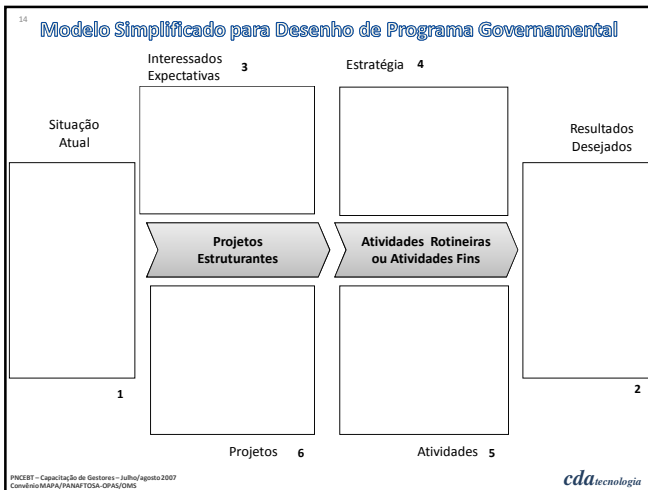 14
Modelo Simplificado para Desenho de Programa Governamental
Interessados
Expectativas 3
Estratégia 4
Situação
Atual
Resultados
Desejados
Projetos
Estruturantes
Atividades Rotineiras
ou Atividades Fins
1
2
Projetos 6
Atividades 5
PNCEBT – Capacitação de Gestores – Julho/agosto 2007
Convênio MAPA/PANAFTOSA-OPAS/OMS
cda tecnologia